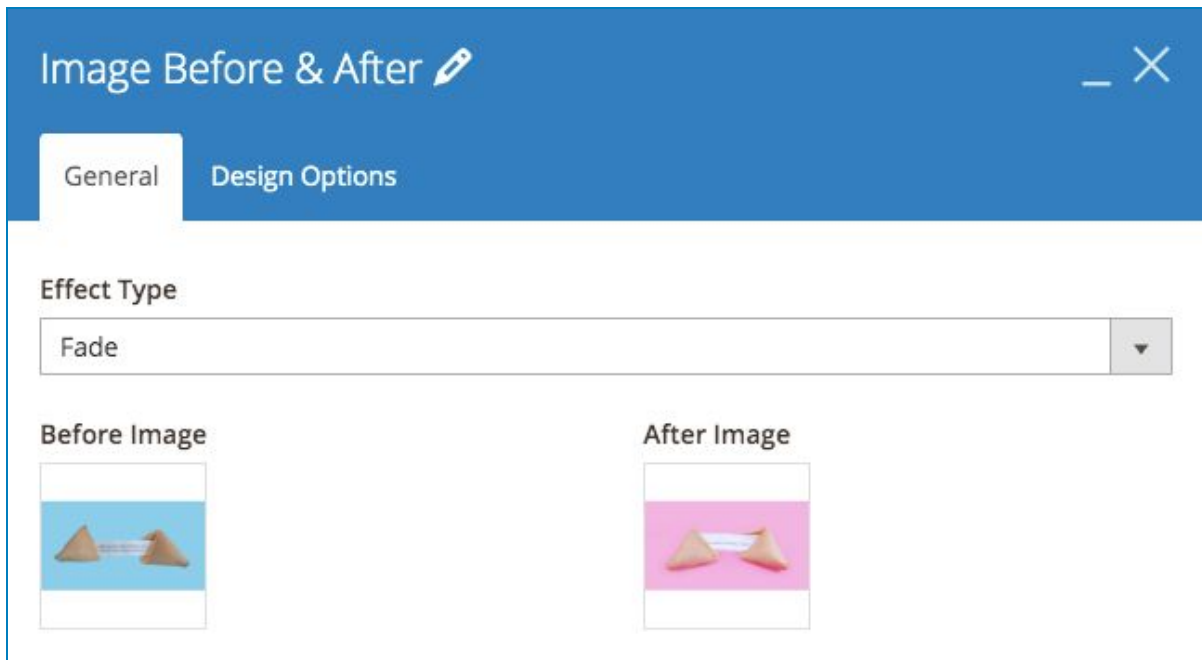 Image Before & After
General
Design Options
Effect Type
Fade
Before Image
After Image